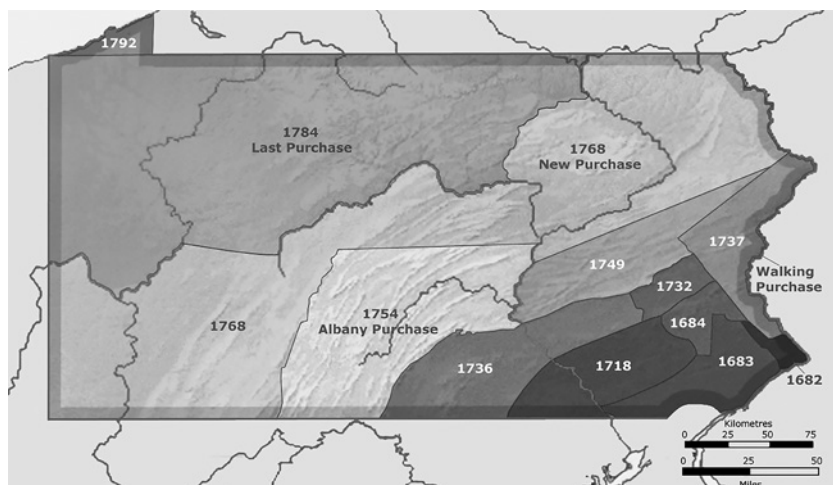 1792
1784
Last Purchase
1768
New Purchase
1737
Walking
Purchase
1749
1732
1768
1754
Albany Purchase
1684
1736
1718
1683
1682
Kilometres
0 25 50 75
0 25 50
Miles